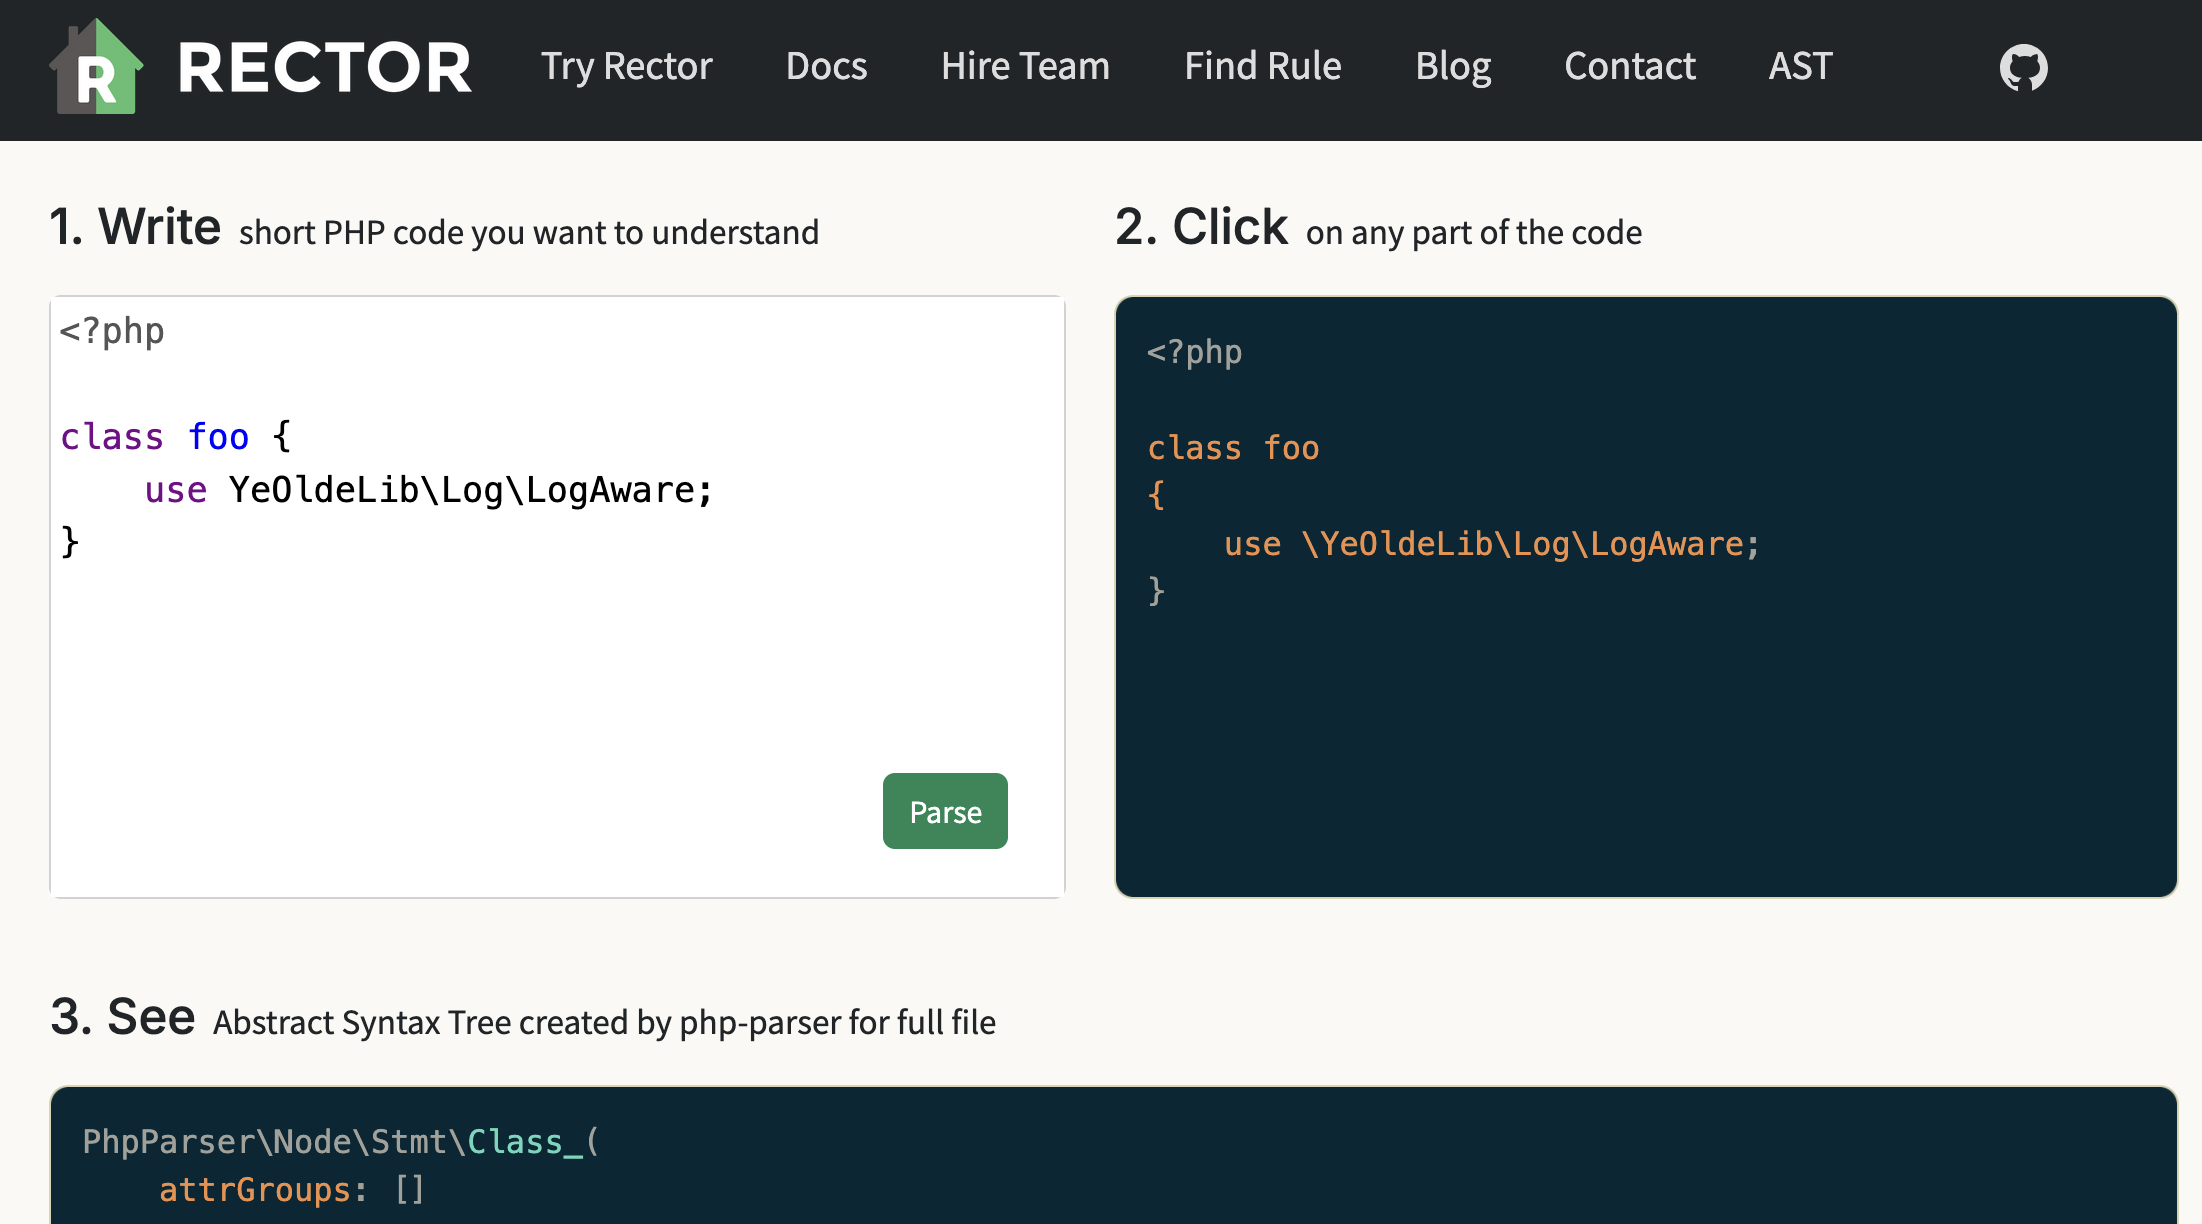 R RECTOR Try Rector Docs Hire Team Find Rule Blog Contact AST
1. Write short PHP code you want to understand
<?php
class foo {
    use YeOldeLib\Log\LogAware;
}
Parse
2. Click on any part of the code
<?php
class foo
{
    use \YeOldeLib\Log\LogAware;
}
3. See Abstract Syntax Tree created by php-parser for full file
PhpParser\Node\Stmt\Class_(
    attrGroups: []